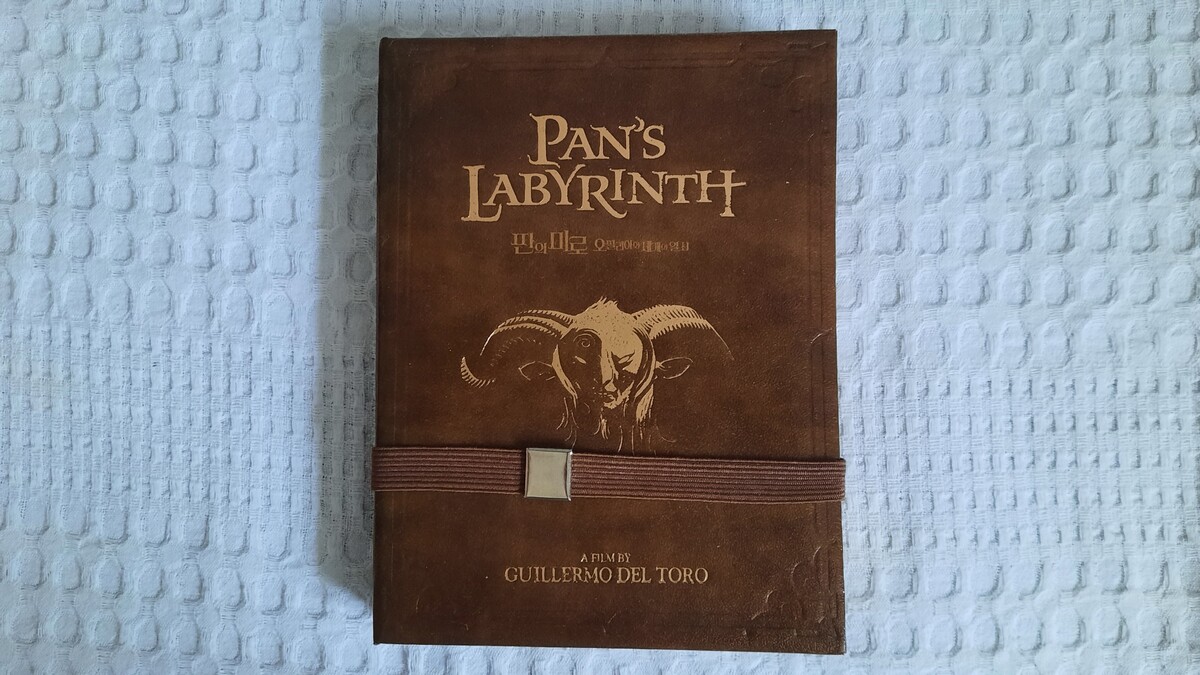 PAN'S
LABYRINTH
판의 미로 오필리아와 세개의 열쇠
A FILM BY
GUILLERMO DEL TORO